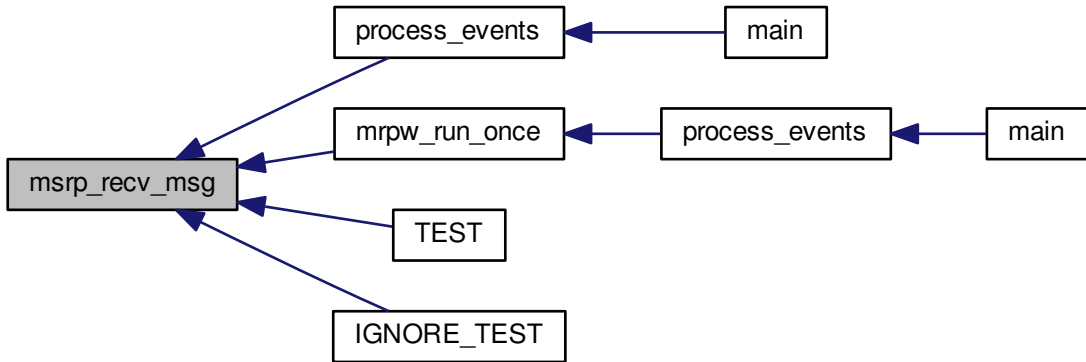 process_events
main
mrpw_run_once
process_events
main
msrp_recv_msg
TEST
IGNORE_TEST